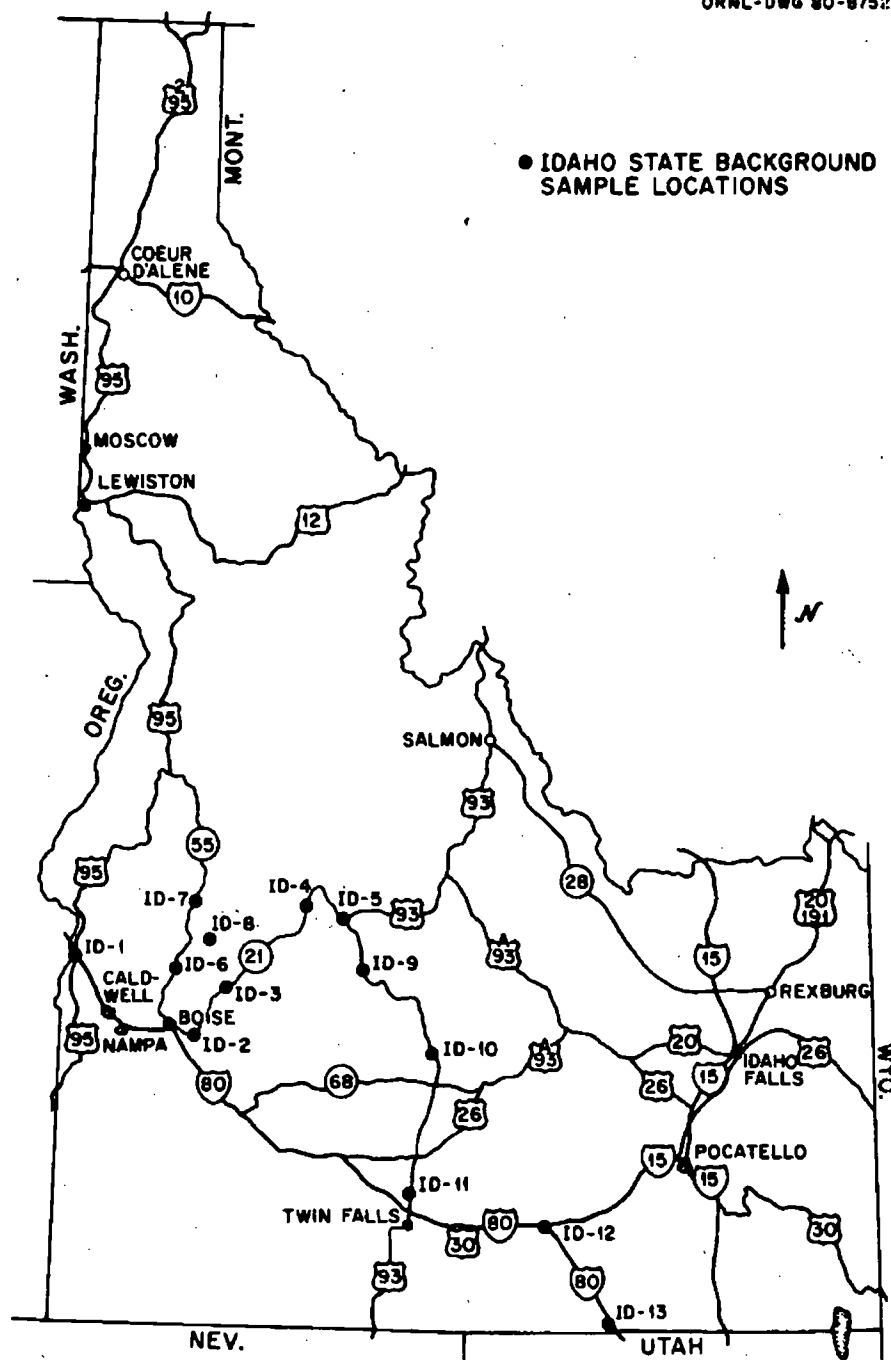 ORNL-DWG 80-8752
2
95
MONT.
● IDAHO STATE BACKGROUND
SAMPLE LOCATIONS
COEUR
D'ALENE
10
WASH.
95
MOSCOW
LEWISTON
12
N
OREG.
95
SALMON
93
55
95
28
20
191
ID-7
ID-4
ID-5
93
ID-8
21
A
93
15
ID-1
ID-6
ID-9
CALD-
WELL
ID-3
REXBURG
BOISE
95
NAMPA
ID-2
ID-10
A
93
20
IDAHO
FALLS
26
WYO.
80
68
26
15
26
15
POCATELLO
15
ID-11
TWIN FALLS
80
30
ID-12
30
93
80
ID-13
NEV.
UTAH